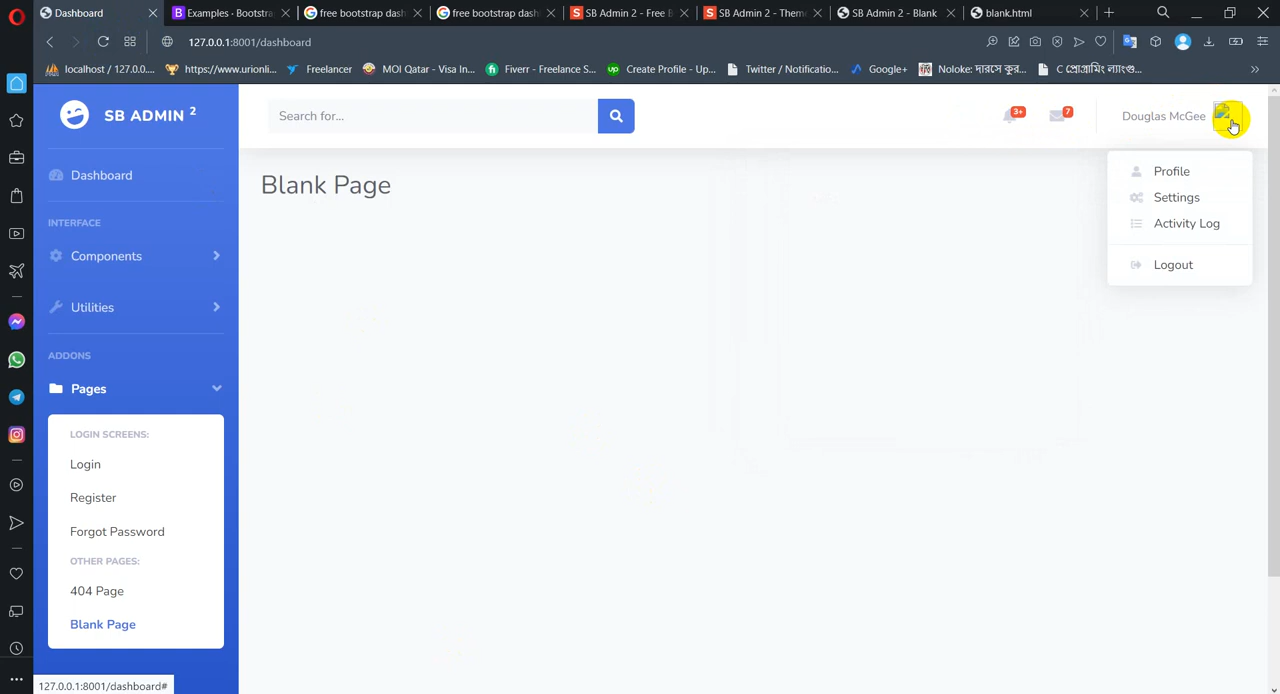 Dashboard
Examples · Bootstra
free bootstrap dash
free bootstrap dash
SB Admin 2 - Free B
SB Admin 2 - Them
SB Admin 2 - Blank
blank.html
127.0.0.1:8001/dashboard
localhost / 127.0.0....
https://www.urionli...
Freelancer
MOI Qatar - Visa In...
Fiverr - Freelance S...
Create Profile - Up...
Twitter / Notificatio...
Google+
Noloke: দারসে কুর...
C প্রোগ্রামিং ল্যাংগু...
SB ADMIN 2
Search for...
3+
7
Douglas McGee
Dashboard
INTERFACE
Components
Utilities
ADDONS
Pages
LOGIN SCREENS:
Login
Register
Forgot Password
OTHER PAGES:
404 Page
Blank Page
Blank Page
Profile
Settings
Activity Log
Logout
127.0.0.1:8001/dashboard#